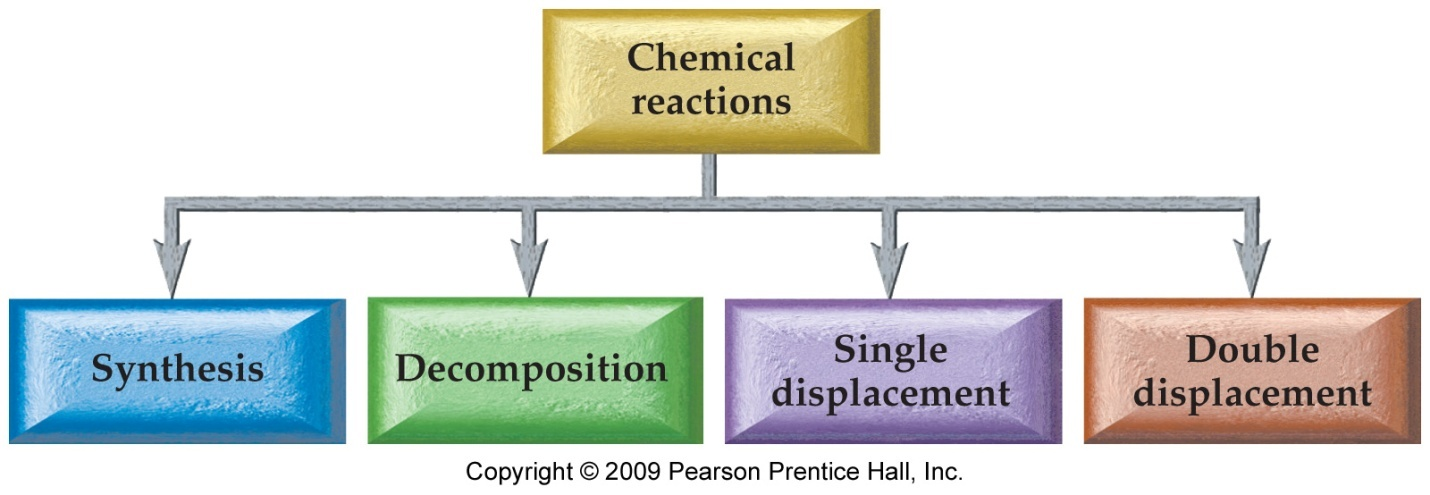 Chemical
reactions
Synthesis
Decomposition
Single
displacement
Double
displacement
Copyright © 2009 Pearson Prentice Hall, Inc.